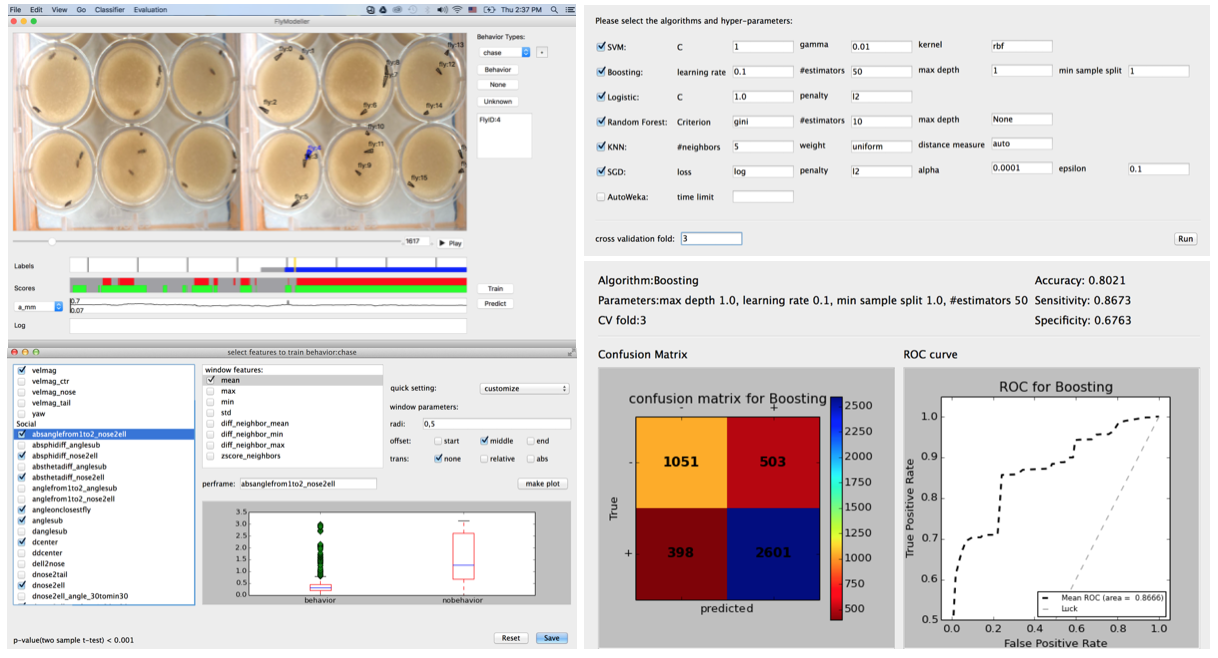 File Edit View Go Classifier Evaluation Thu 2:37 PM
FlyModeller
fly:2
fly:8
fly:7
fly:13
fly:12
fly:6
fly:14
fly:10
fly:11
fly:4
fly:3
fly:9
fly:15
fly:5
Behavior Types:
chase -
Behavior
None
Unknown
FlyID:4
1617 Play
Labels
Scores
Train
a_mm 0.7
0.07
Predict
Log
select features to train behavior:chase
velmag
velmag_ctr
velmag_nose
velmag_tail
yaw
Social
absanglefrom1to2_nose2ell
absphidiff_anglesub
absphidiff_nose2ell
absthetadiff_anglesub
absthetadiff_nose2ell
anglefrom1to2_anglesub
anglefrom1to2_nose2ell
angleonclosestfly
anglesub
danglesub
dcenter
ddcenter
dell2nose
dnose2tail
dnose2ell
dnose2ell_angle_30tomin30
window features:
mean
max
min
std
diff_neighbor_mean
diff_neighbor_min
diff_neighbor_max
zscore_neighbors
quick setting: customize
window parameters:
radi: 0,5
offset: start middle end
trans: none relative abs
perframe: absanglefrom1to2_nose2ell make plot
3.5
3.0
2.5
2.0
1.5
1.0
0.5
0.0
behavior nobehavior
p-value(two sample t-test) < 0.001
Reset Save
Please select the algorithms and hyper-parameters:
SVM: C 1 gamma 0.01 kernel rbf
Boosting: learning rate 0.1 #estimators 50 max depth 1 min sample split 1
Logistic: C 1.0 penalty l2
Random Forest: Criterion gini #estimators 10 max depth None
KNN: #neighbors 5 weight uniform distance measure auto
SGD: loss log penalty l2 alpha 0.0001 epsilon 0.1
AutoWeka: time limit
cross validation fold: 3 Run
Algorithm:Boosting Accuracy: 0.8021
Parameters:max depth 1.0, learning rate 0.1, min sample split 1.0, #estimators 50 Sensitivity: 0.8673
CV fold:3 Specificity: 0.6763
Confusion Matrix
confusion matrix for Boosting
- +
- 1051 503
+ 398 2601
True
predicted
2500
2250
2000
1750
1500
1250
1000
750
500
ROC curve
ROC for Boosting
True Positive Rate
1.0
0.9
0.8
0.7
0.6
0.5
0.0 0.2 0.4 0.6 0.8 1.0
Mean ROC (area = 0.8666)
Luck
False Positive Rate